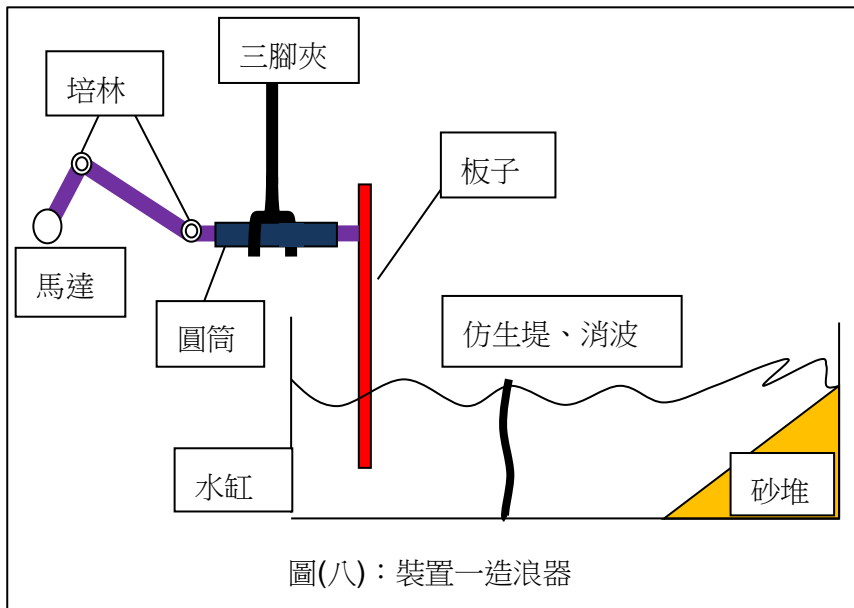 三腳夾
培林
板子
馬達
圓筒
仿生堤、消波
水缸
砂堆
圖(八)：裝置一造浪器